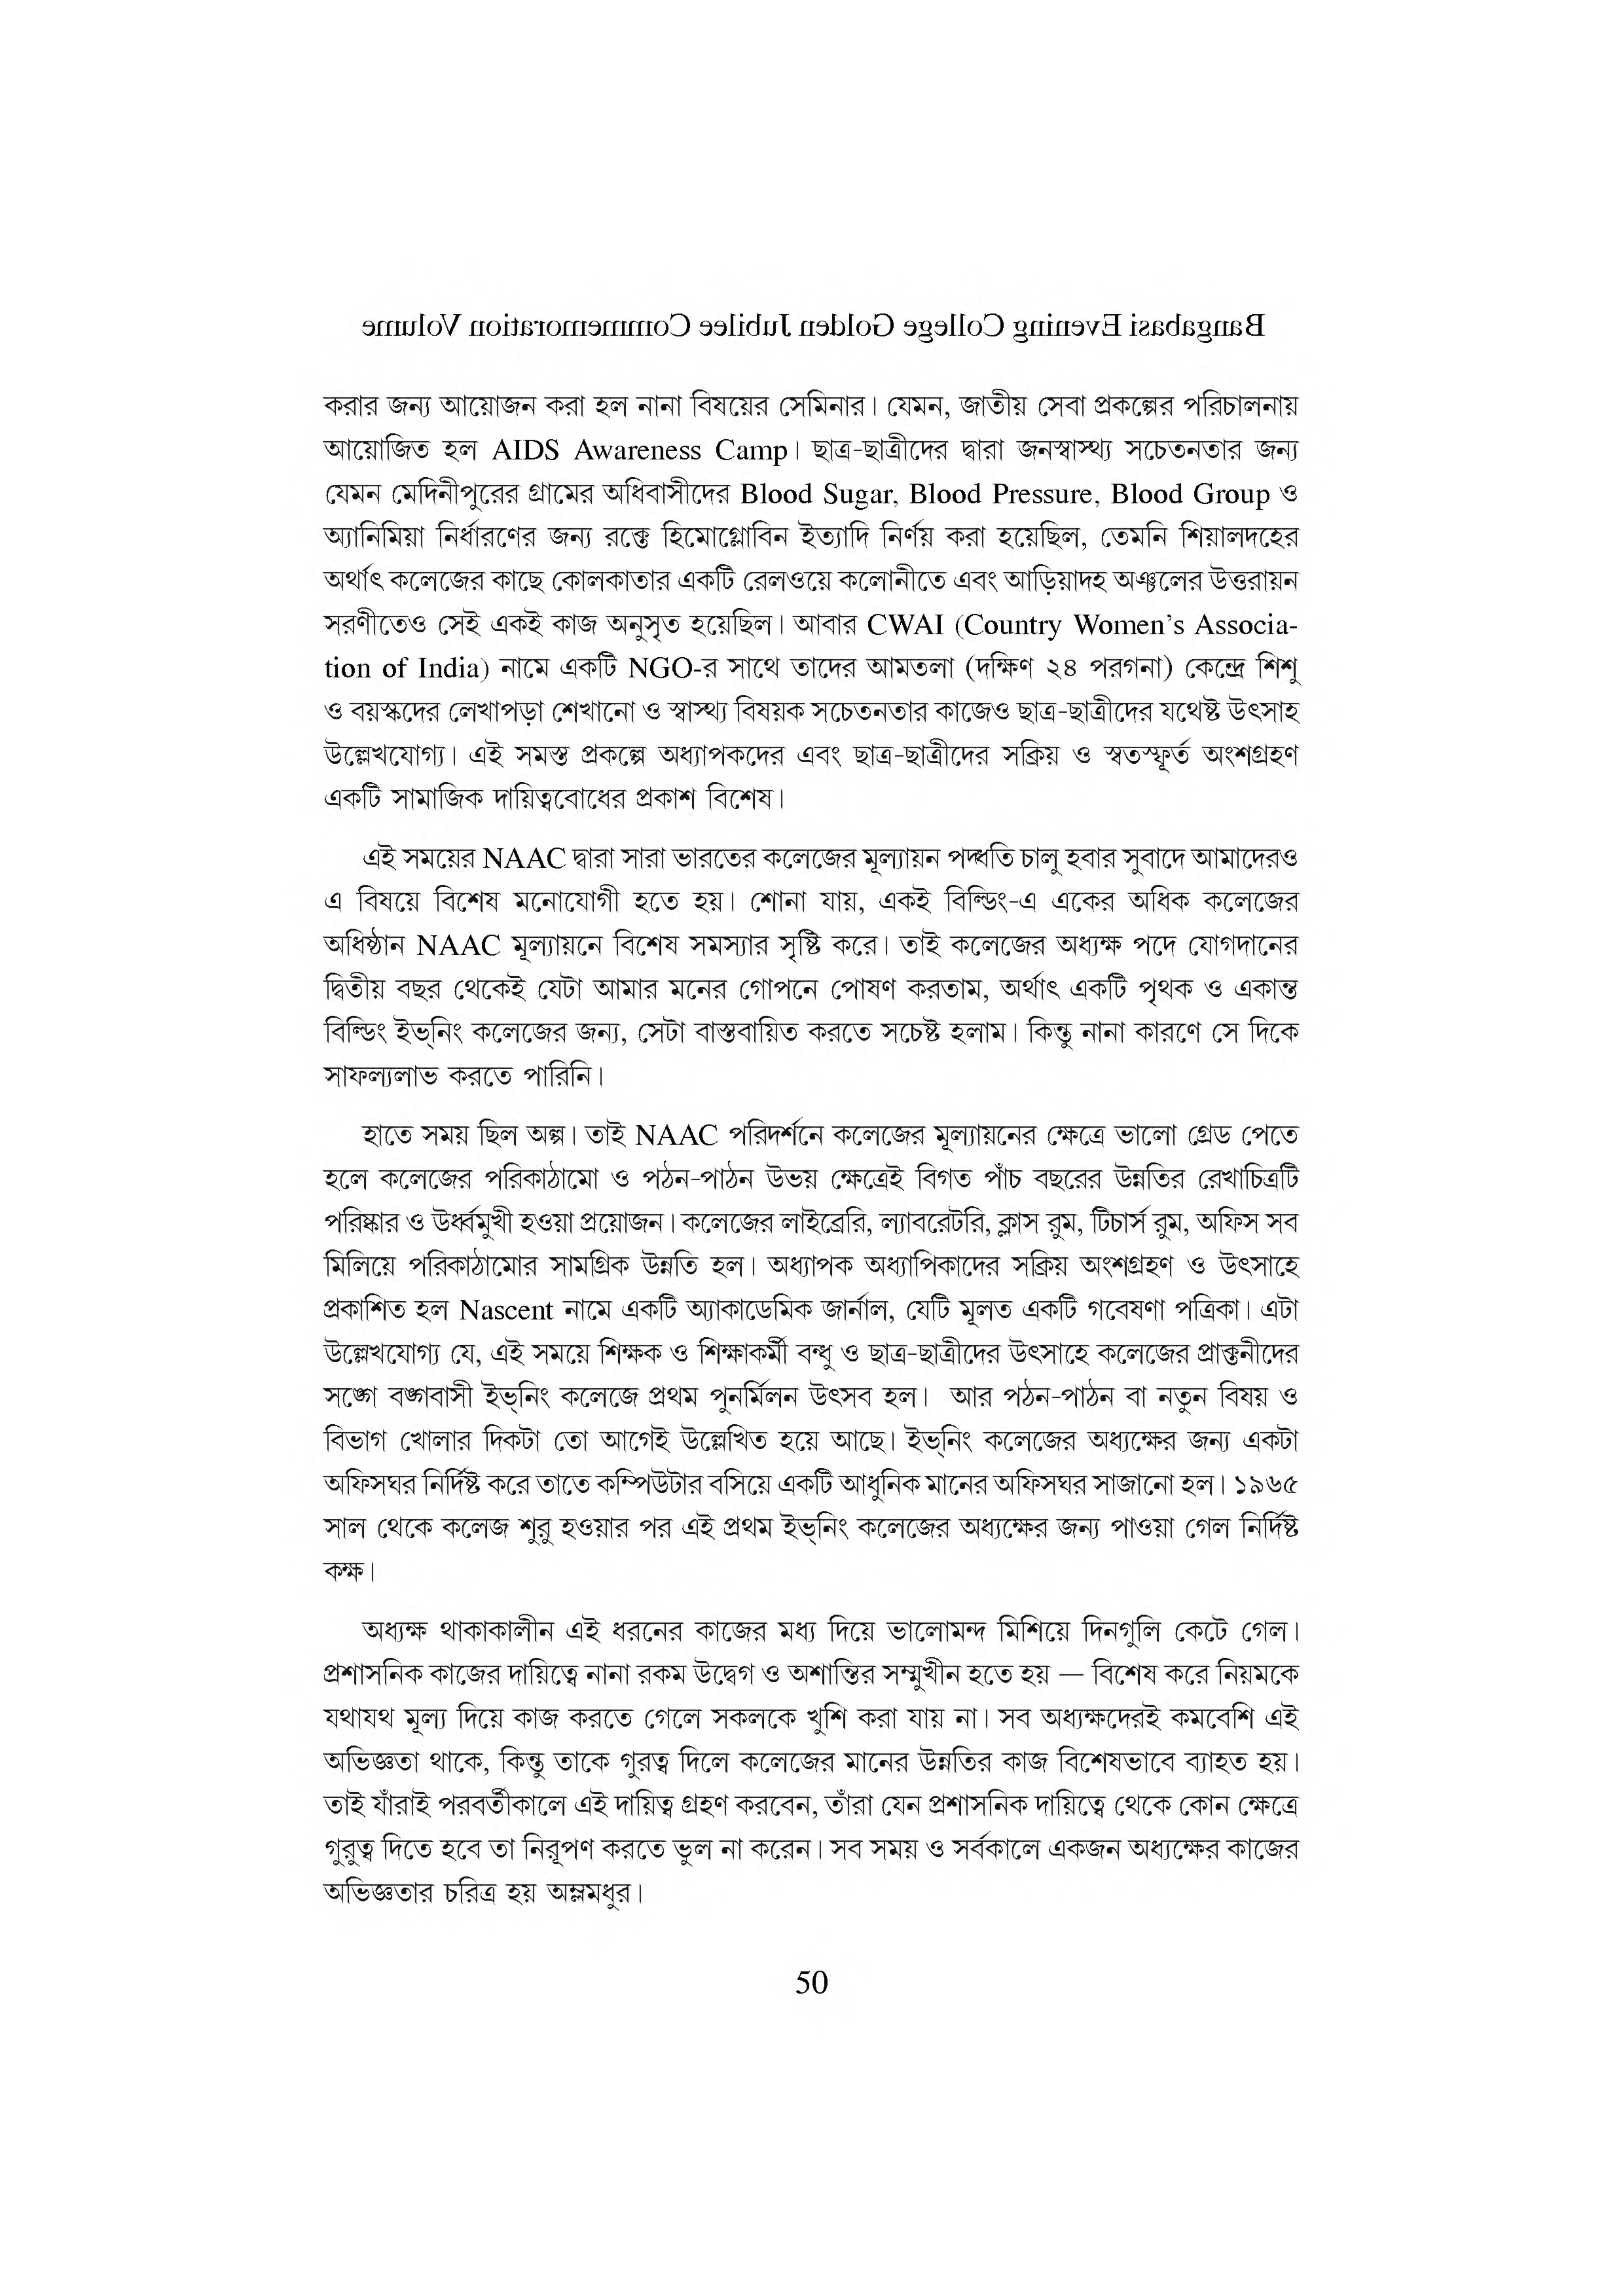 Bangabasi Evening College Golden Jubilee Commemoration Volume
করার জন্য আয়োজন করা হল নানা বিষয়ের সেমিনার। যেমন, জাতীয় সেবা প্রকল্পের পরিচালনায়
আয়োজিত হল AIDS Awareness Camp। ছাত্র-ছাত্রীদের দ্বারা জনস্বাস্থ্য সচেতনতার জন্য
যেমন মেদিনীপুরের গ্রামের অধিবাসীদের Blood Sugar, Blood Pressure, Blood Group ও
অ্যানিমিয়া নির্ধারণের জন্য রক্তে হিমোগ্লোবিন ইত্যাদি নির্ণয় করা হয়েছিল, তেমনি শিয়ালদহের
অর্থাৎ কলেজের কাছে কোলকাতার একটি রেলওয়ে কলোনীতে এবং আড়িয়াদহ অঞ্চলের উত্তরায়ন
সরণীতেও সেই একই কাজ অনুসৃত হয়েছিল। আবার CWAI (Country Women's Associa-
tion of India) নামে একটি NGO-র সাথে তাদের আমতলা (দক্ষিণ ২৪ পরগনা) কেন্দ্রে শিশু
ও বয়স্কদের লেখাপড়া শেখানো ও স্বাস্থ্য বিষয়ক সচেতনতার কাজেও ছাত্র-ছাত্রীদের যথেষ্ট উৎসাহ
উল্লেখযোগ্য। এই সমস্ত প্রকল্পে অধ্যাপকদের এবং ছাত্র-ছাত্রীদের সক্রিয় ও স্বতস্ফূর্ত অংশগ্রহণ
একটি সামাজিক দায়িত্ববোধের প্রকাশ বিশেষ।
এই সময়ের NAAC দ্বারা সারা ভারতের কলেজের মূল্যায়ন পদ্ধতি চালু হবার সুবাদে আমাদেরও
এ বিষয়ে বিশেষ মনোযোগী হতে হয়। শোনা যায়, একই বিল্ডিং-এ একের অধিক কলেজের
অধিষ্ঠান NAAC মূল্যায়নে বিশেষ সমস্যার সৃষ্টি করে। তাই কলেজের অধ্যক্ষ পদে যোগদানের
দ্বিতীয় বছর থেকেই যেটা আমার মনের গোপনে পোষণ করতাম, অর্থাৎ একটি পৃথক ও একান্ত
বিল্ডিং ইভ্‌নিং কলেজের জন্য, সেটা বাস্তবায়িত করতে সচেষ্ট হলাম। কিন্তু নানা কারণে সে দিকে
সাফল্যলাভ করতে পারিনি।
হাতে সময় ছিল অল্প। তাই NAAC পরিদর্শনে কলেজের মূল্যায়নের ক্ষেত্রে ভালো গ্রেড পেতে
হলে কলেজের পরিকাঠামো ও পঠন-পাঠন উভয় ক্ষেত্রেই বিগত পাঁচ বছরের উন্নতির রেখাচিত্রটি
পরিষ্কার ও উর্ধ্বমুখী হওয়া প্রয়োজন। কলেজের লাইব্রেরি, ল্যাবরেটরি, ক্লাস রুম, টিচার্স রুম, অফিস সব
মিলিয়ে পরিকাঠামোর সামগ্রিক উন্নতি হল। অধ্যাপক অধ্যাপিকাদের সক্রিয় অংশগ্রহণ ও উৎসাহে
প্রকাশিত হল Nascent নামে একটি অ্যাকাডেমিক জার্নাল, যেটি মূলত একটি গবেষণা পত্রিকা। এটা
উল্লেখযোগ্য যে, এই সময়ে শিক্ষক ও শিক্ষাকর্মী বন্ধু ও ছাত্র-ছাত্রীদের উৎসাহে কলেজের প্রাক্তনীদের
সঙ্গে বঙ্গবাসী ইভ্‌নিং কলেজে প্রথম পুনর্মিলন উৎসব হল। আর পঠন-পাঠন বা নতুন বিষয় ও
বিভাগ খোলার দিকটা তো আগেই উল্লেখিত হয়ে আছে। ইভ্‌নিং কলেজের অধ্যক্ষের জন্য একটা
অফিসঘর নির্দিষ্ট করে তাতে কম্পিউটার বসিয়ে একটি আধুনিক মানের অফিসঘর সাজানো হল। ১৯৬৫
সাল থেকে কলেজ শুরু হওয়ার পর এই প্রথম ইভ্‌নিং কলেজের অধ্যক্ষের জন্য পাওয়া গেল নির্দিষ্ট
কক্ষ।
অধ্যক্ষ থাকাকালীন এই ধরনের কাজের মধ্য দিয়ে ভালোমন্দ মিশিয়ে দিনগুলি কেটে গেল।
প্রশাসনিক কাজের দায়িত্বে নানা রকম উদ্বেগ ও অশান্তির সম্মুখীন হতে হয় — বিশেষ করে নিয়মকে
যথাযথ মূল্য দিয়ে কাজ করতে গেলে সকলকে খুশি করা যায় না। সব অধ্যক্ষদেরই কমবেশি এই
অভিজ্ঞতা থাকে, কিন্তু তাকে গুরত্ব দিলে কলেজের মানের উন্নতির কাজ বিশেষভাবে ব্যাহত হয়।
তাই যাঁরাই পরবর্তীকালে এই দায়িত্ব গ্রহণ করবেন, তাঁরা যেন প্রশাসনিক দায়িত্বে থেকে কোন ক্ষেত্রে
গুরুত্ব দিতে হবে তা নিরূপণ করতে ভুল না করেন। সব সময় ও সর্বকালে একজন অধ্যক্ষের কাজের
অভিজ্ঞতার চরিত্র হয় অম্লমধুর।
50